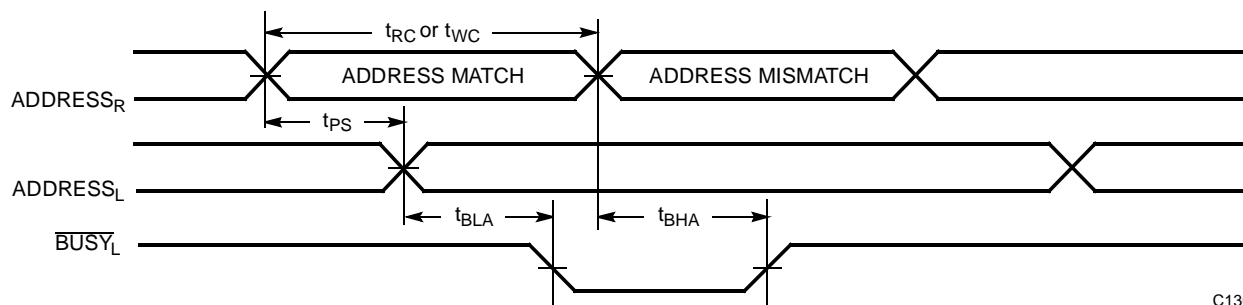 tRC or tWC
ADDRESS MATCH
ADDRESS MISMATCH
ADDRESSR
tPS
ADDRESSL
tBLA
tBHA
BUSYL
C13